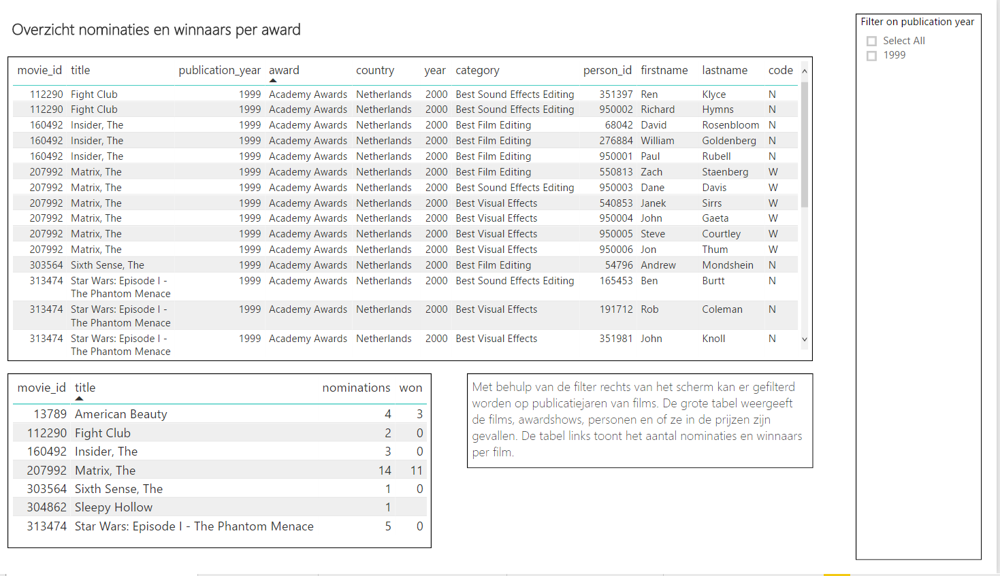 Overzicht nominaties en winnaars per award
Filter on publication year
Select All
1999
movie_id title publication_year award country year category person_id firstname lastname code
112290 Fight Club 1999 Academy Awards Netherlands 2000 Best Sound Effects Editing 351397 Ren Klyce N
112290 Fight Club 1999 Academy Awards Netherlands 2000 Best Sound Effects Editing 950002 Richard Hymns N
160492 Insider, The 1999 Academy Awards Netherlands 2000 Best Film Editing 68042 David Rosenbloom N
160492 Insider, The 1999 Academy Awards Netherlands 2000 Best Film Editing 276884 William Goldenberg N
160492 Insider, The 1999 Academy Awards Netherlands 2000 Best Film Editing 950001 Paul Rubell N
207992 Matrix, The 1999 Academy Awards Netherlands 2000 Best Film Editing 550813 Zach Staenberg W
207992 Matrix, The 1999 Academy Awards Netherlands 2000 Best Sound Effects Editing 950003 Dane Davis W
207992 Matrix, The 1999 Academy Awards Netherlands 2000 Best Visual Effects 540853 Janek Sirrs W
207992 Matrix, The 1999 Academy Awards Netherlands 2000 Best Visual Effects 950004 John Gaeta W
207992 Matrix, The 1999 Academy Awards Netherlands 2000 Best Visual Effects 950005 Steve Courtley W
207992 Matrix, The 1999 Academy Awards Netherlands 2000 Best Visual Effects 950006 Jon Thum W
303564 Sixth Sense, The 1999 Academy Awards Netherlands 2000 Best Film Editing 54796 Andrew Mondshein N
313474 Star Wars: Episode I - 1999 Academy Awards Netherlands 2000 Best Sound Effects Editing 165453 Ben Burtt N
The Phantom Menace
313474 Star Wars: Episode I - 1999 Academy Awards Netherlands 2000 Best Visual Effects 191712 Rob Coleman N
The Phantom Menace
313474 Star Wars: Episode I - 1999 Academy Awards Netherlands 2000 Best Visual Effects 351981 John Knoll N
The Phantom Menace
movie_id title nominations won
13789 American Beauty 4 3
112290 Fight Club 2 0
160492 Insider, The 3 0
207992 Matrix, The 14 11
303564 Sixth Sense, The 1 0
304862 Sleepy Hollow 1
313474 Star Wars: Episode I - The Phantom Menace 5 0
Met behulp van de filter rechts van het scherm kan er gefilterd
worden op publicatiejaren van films. De grote tabel weergeeft
de films, awardshows, personen en of ze in de prijzen zijn
gevallen. De tabel links toont het aantal nominaties en winnaars
per film.